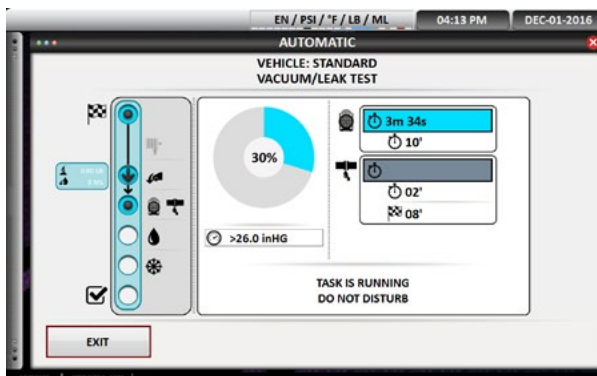 EN / PSI / °F / LB / ML
04:13 PM
DEC-01-2016
AUTOMATIC
VEHICLE: STANDARD
VACUUM/LEAK TEST
30%
>26.0 inHG
3m 34s
10'
02'
08'
TASK IS RUNNING
DO NOT DISTURB
EXIT